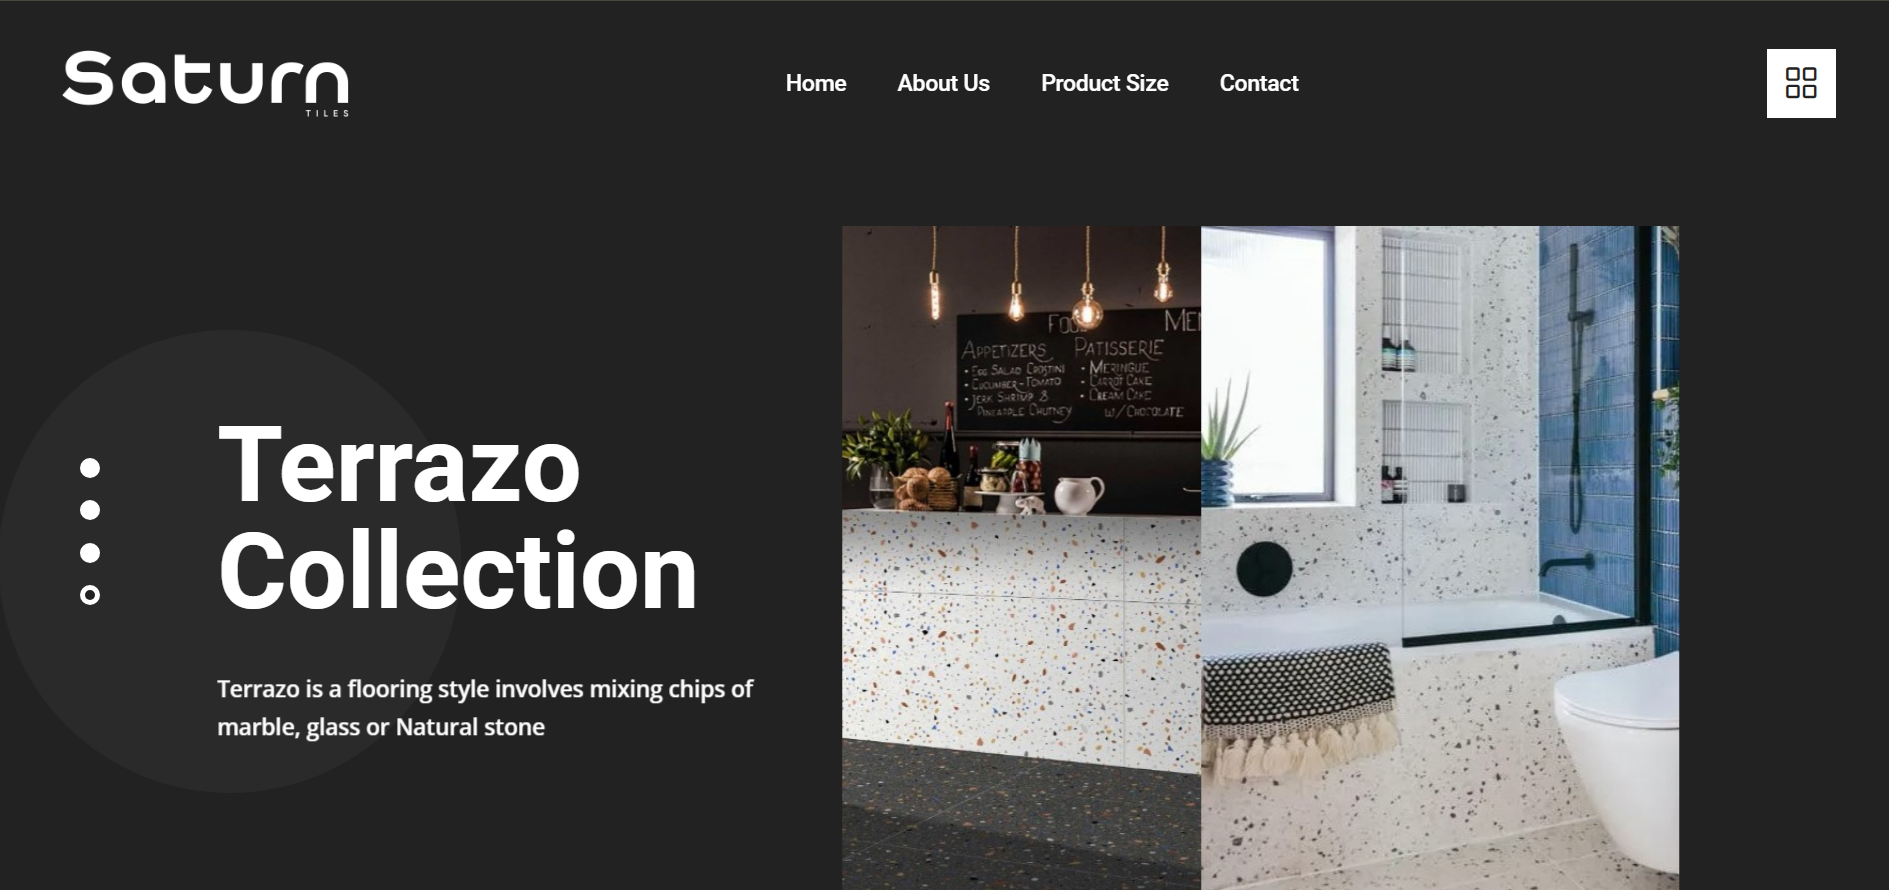 Saturn
TILES
Home About Us Product Size Contact
Terrazo
Collection
Terrazo is a flooring style involves mixing chips of
marble, glass or Natural stone
APPETIZERS
• EGG SALAD CROSTINI
• CUCUMBER-TOMATO
• JERK SHRIMP &
PINEAPPLE CHUTNEY
PATISSERIE
• MERINGUE
• CARROT CAKE
• CREAM CAKE
W/ CHOCOLATE